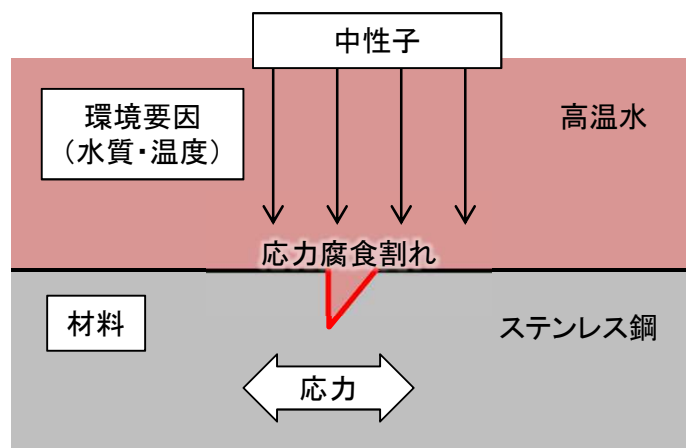 中性子
環境要因
（水質・温度）
高温水
応力腐食割れ
材料
ステンレス鋼
応力